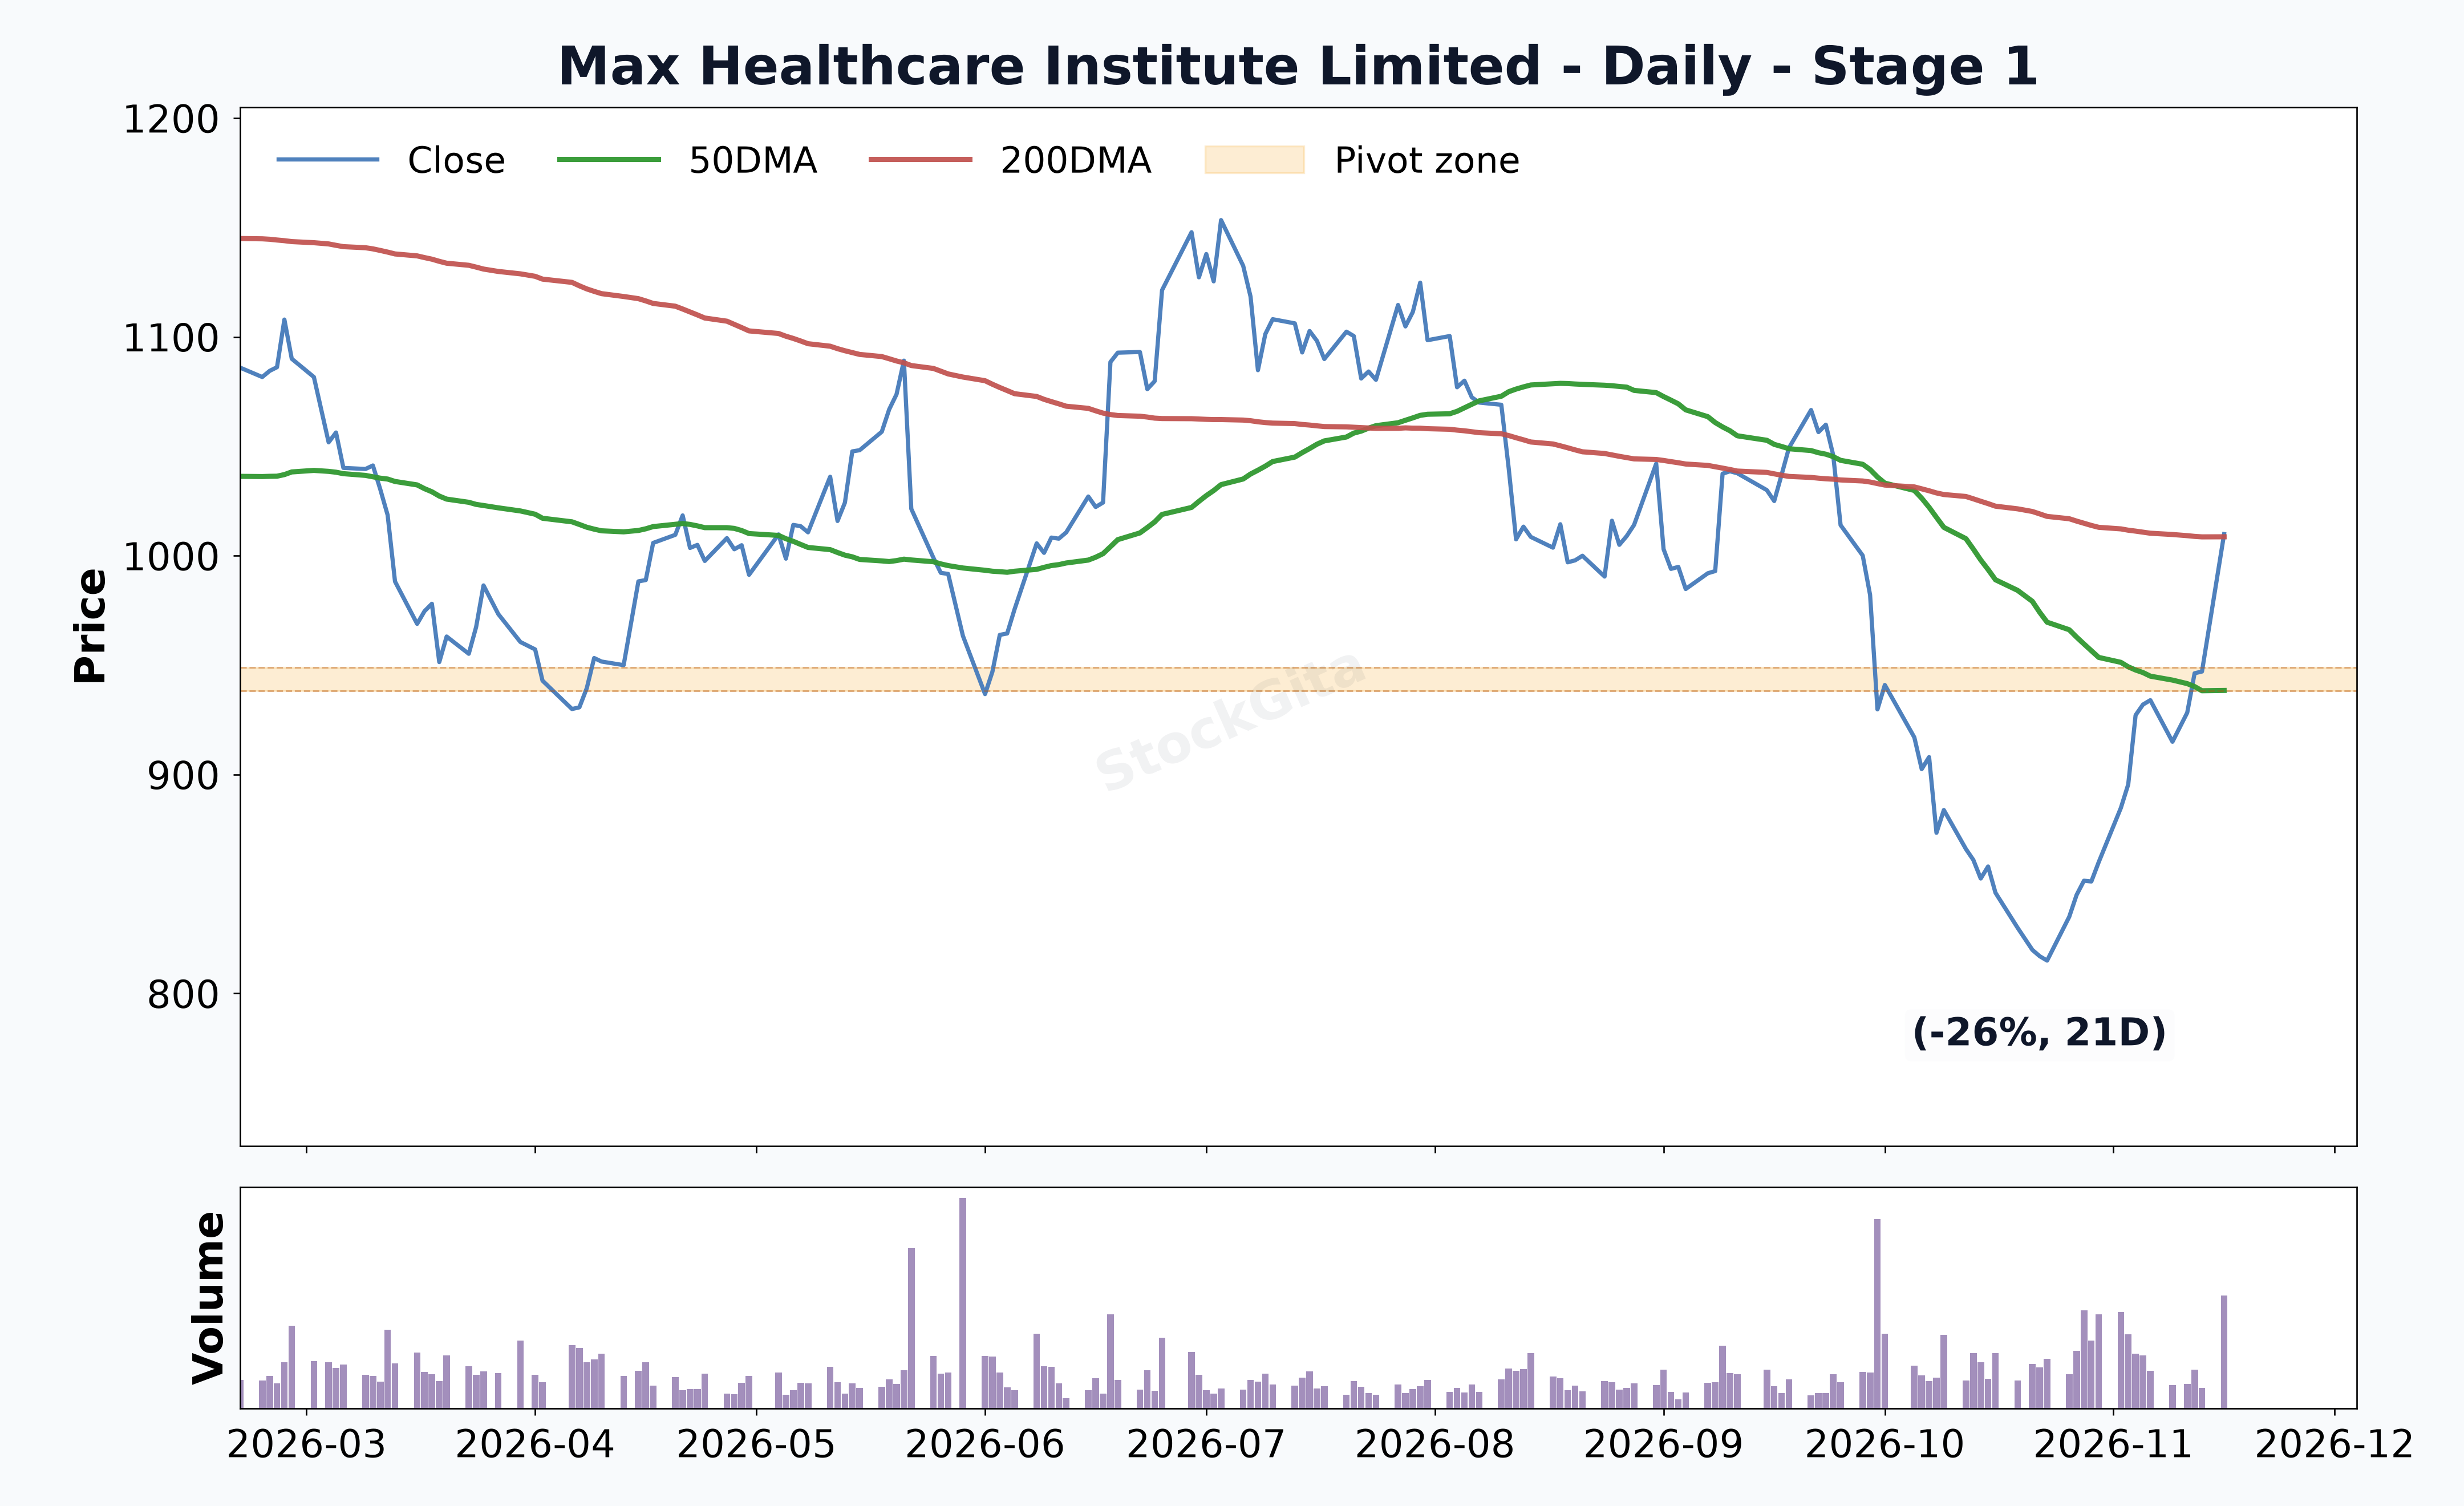 Max Healthcare Institute Limited - Daily - Stage 1
Close 50DMA 200DMA Pivot zone
1200
1100
1000
900
800
Price
StockGita
(-26%, 21D)
Volume
2026-03 2026-04 2026-05 2026-06 2026-07 2026-08 2026-09 2026-10 2026-11 2026-12